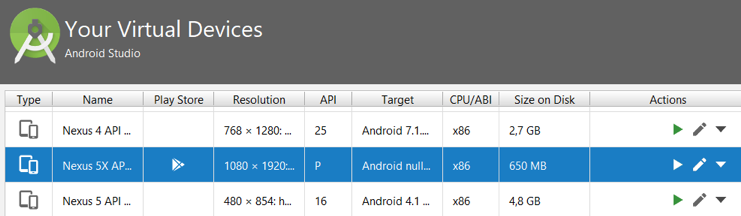 Your Virtual Devices
Android Studio
Type Name Play Store Resolution API Target CPU/ABI Size on Disk Actions
Nexus 4 API ... 768 × 1280: ... 25 Android 7.1.... x86 2,7 GB
Nexus 5X AP... 1080 × 1920:... P Android null... x86 650 MB
Nexus 5 API ... 480 × 854: h... 16 Android 4.1 ... x86 4,8 GB